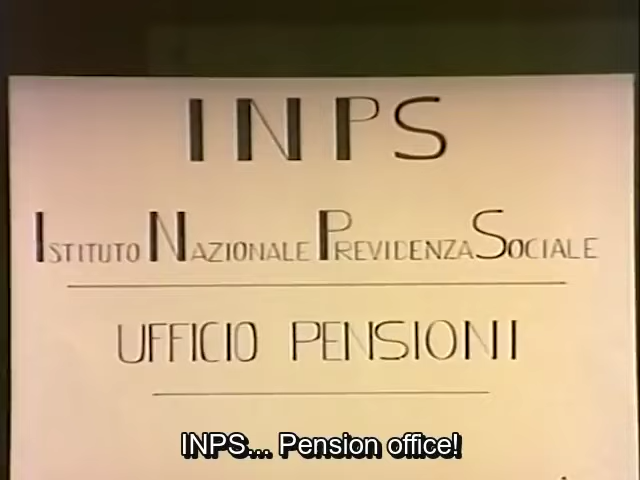 INPS
ISTITUTO NAZIONALE PREVIDENZA SOCIALE
UFFICIO PENSIONI
INPS... Pension office!